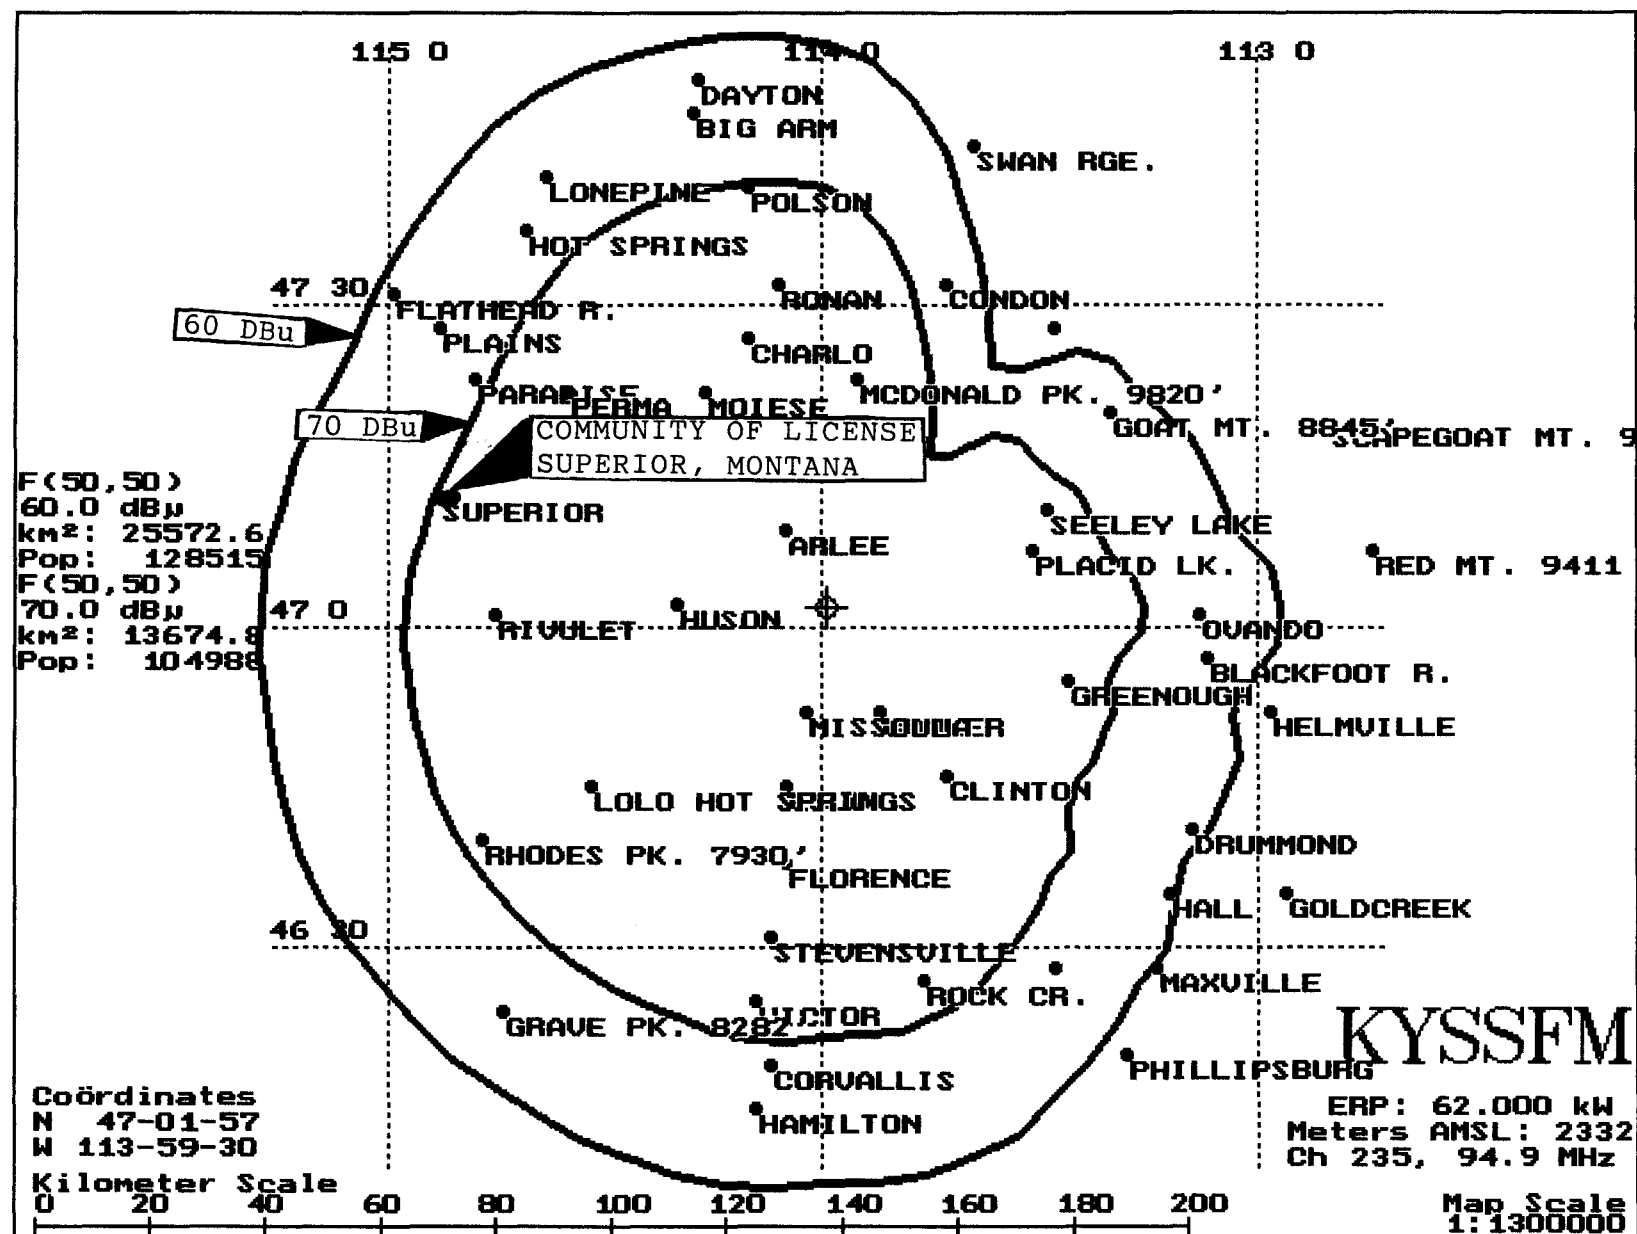 115 0
114 0
113 0
DAYTON
BIG ARM
SWAN RGE.
LONEPINE
POLSON
HOT SPRINGS
47 30
FLATHEAD R.
RONAN
CONDON
60 DBu
PLAINS
CHARLO
PARADISE
PERMA
MOIESE
MCDONALD PK. 9820'
GOAT MT. 8845'
SCAPEGOAT MT. 9
70 DBu
COMMUNITY OF LICENSE
SUPERIOR, MONTANA
F(50,50)
60.0 dBµ
km²: 25572.6
Pop: 128515
F(50,50)
70.0 dBµ
km²: 13674.8
Pop: 104988
SUPERIOR
SEELEY LAKE
ARLEE
PLACID LK.
RED MT. 9411
47 0
RIVULET
HUSON
OVANDO
BLACKFOOT R.
GREENOUGH
HELMVILLE
LOLO HOT SPRINGS
CLINTON
DRUMMOND
RHODES PK. 7930'
FLORENCE
HALL
GOLDCREEK
46 30
STEVENSVILLE
ROCK CR.
MAXVILLE
GRAVE PK. 8282
VICTOR
PHILLIPSBURG
CORVALLIS
HAMILTON
KYSSFM
ERP: 62.000 kW
Meters AMSL: 2332
Ch 235, 94.9 MHz
Coördinates
N 47-01-57
W 113-59-30
Kilometer Scale
0 20 40 60 80 100 120 140 160 180 200
Map Scale
1:1300000